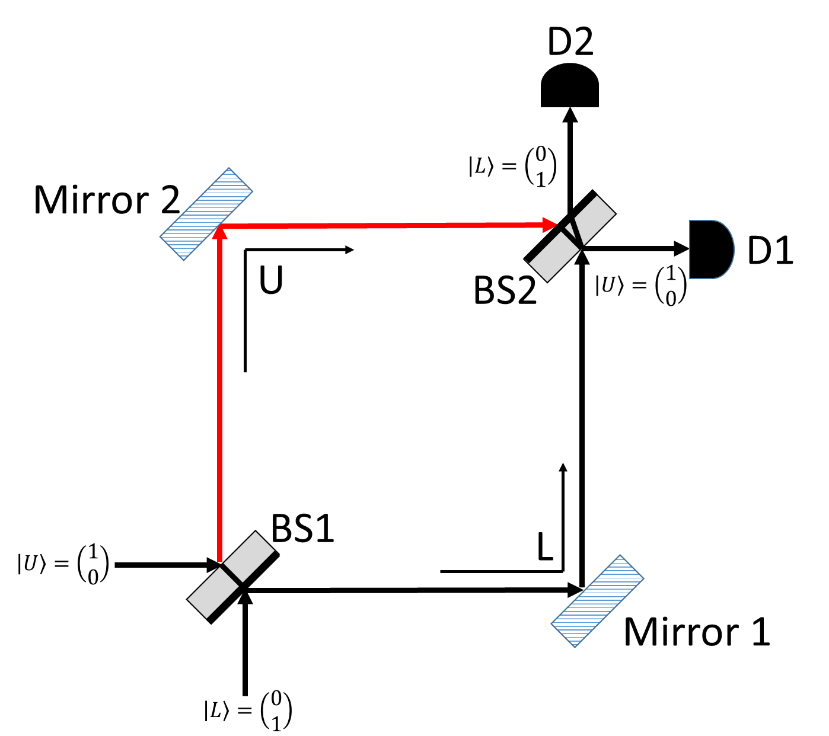 D2
|L⟩ = (0 1)
Mirror 2
D1
U
BS2
|U⟩ = (1 0)
BS1
L
|U⟩ = (1 0)
Mirror 1
|L⟩ = (0 1)